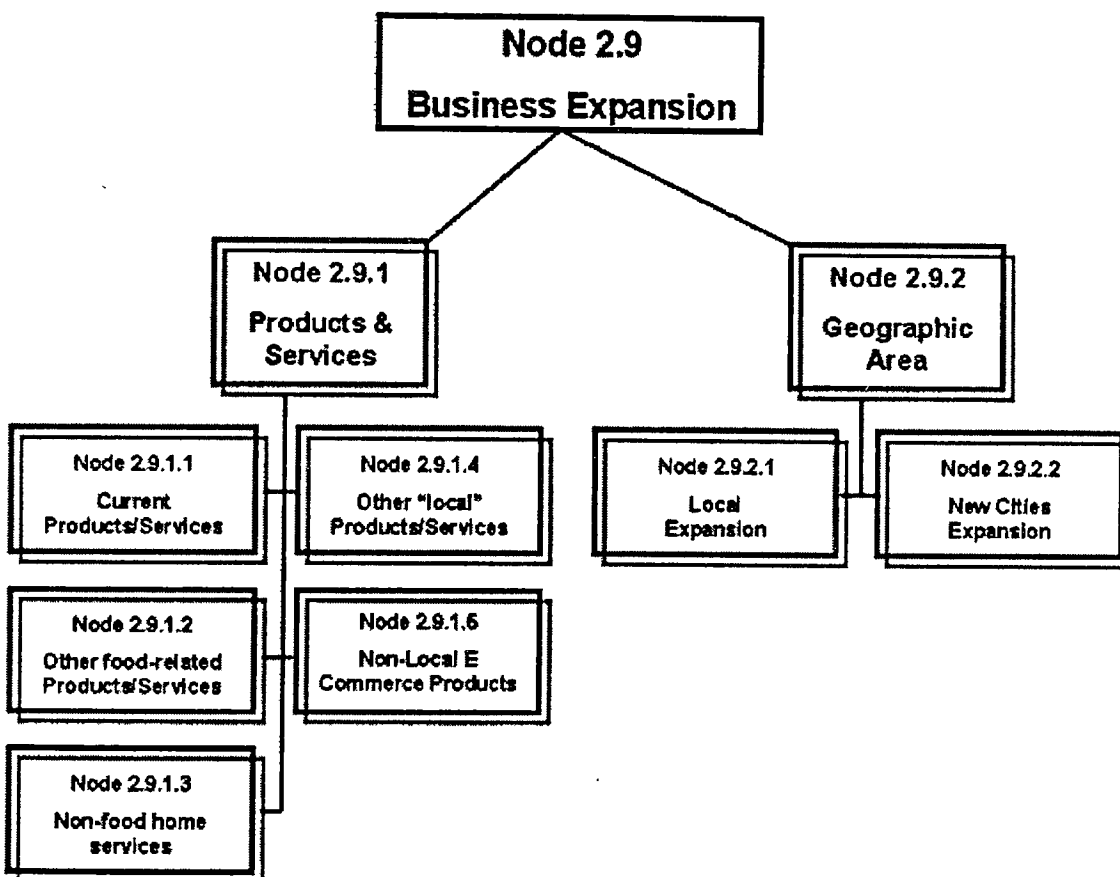 Node 2.9
Business Expansion
Node 2.9.1
Products &
Services
Node 2.9.2
Geographic
Area
Node 2.9.1.1
Current
Products/Services
Node 2.9.1.4
Other "local"
Products/Services
Node 2.9.2.1
Local
Expansion
Node 2.9.2.2
New Cities
Expansion
Node 2.9.1.2
Other food-related
Products/Services
Node 2.9.1.5
Non-Local E
Commerce Products
Node 2.9.1.3
Non-food home
services